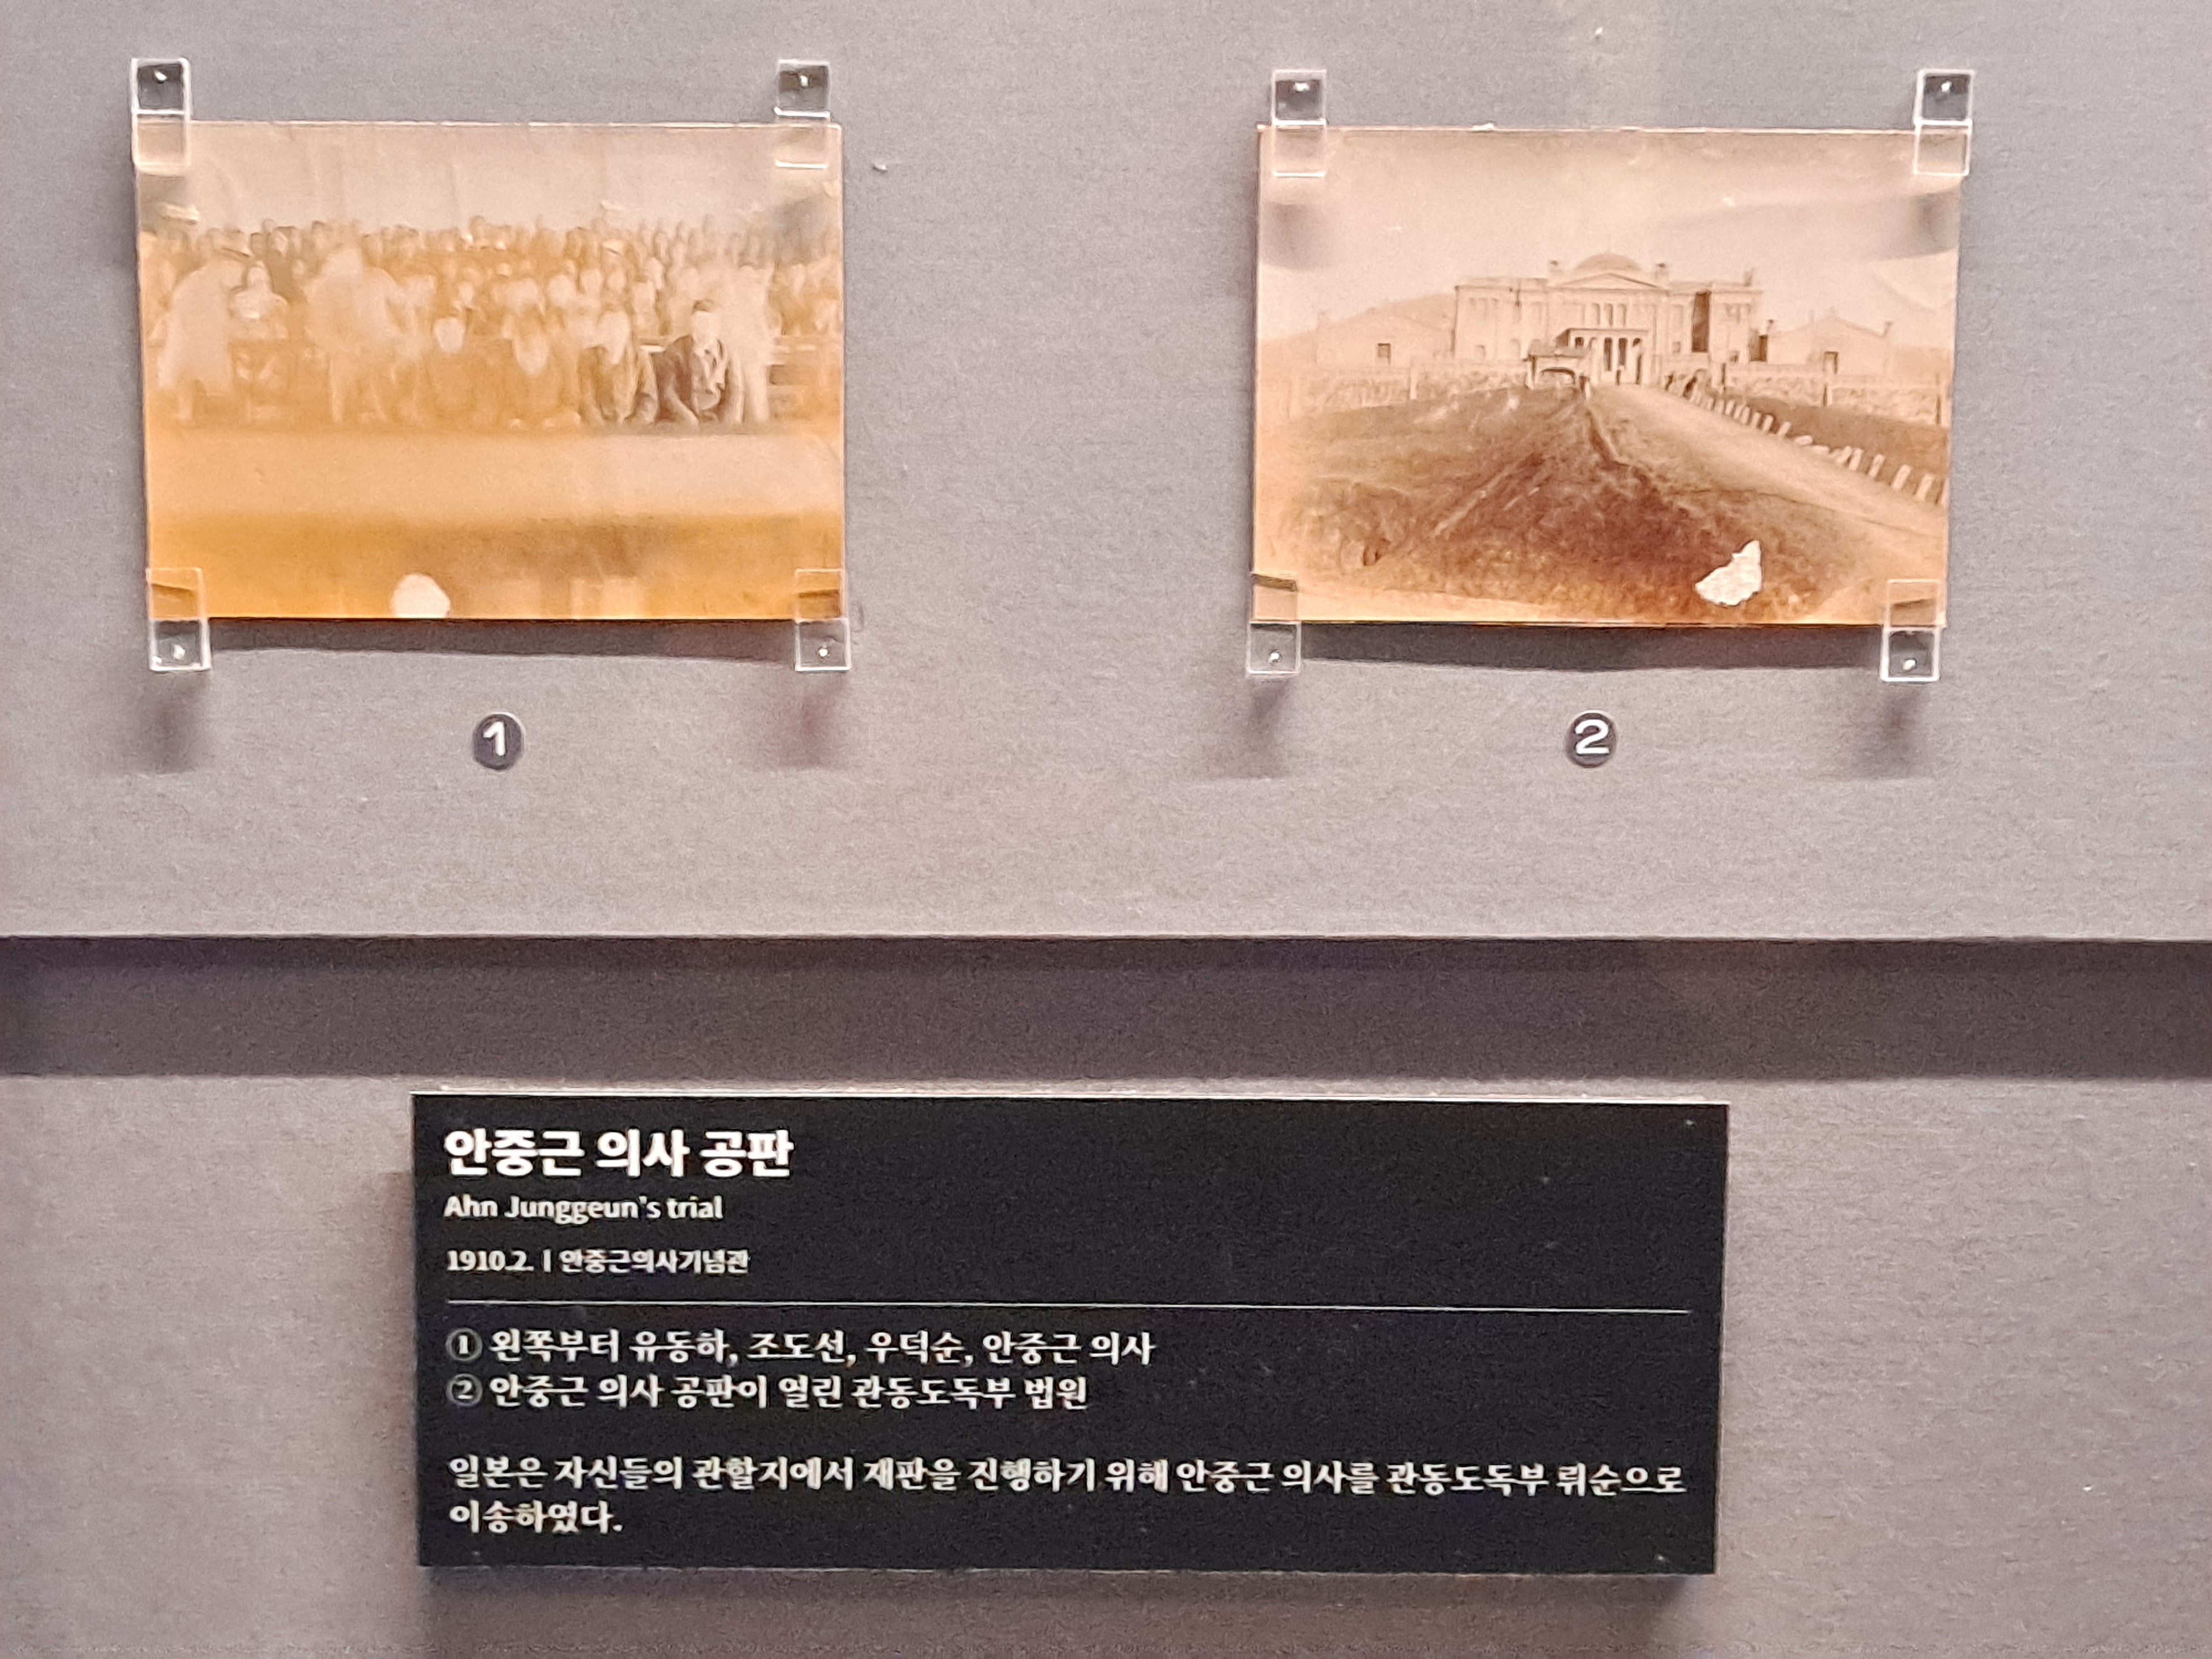 1
2
안중근 의사 공판
Ahn Junggeun's trial
1910.2. | 안중근의사기념관
① 왼쪽부터 유동하, 조도선, 우덕순, 안중근 의사
② 안중근 의사 공판이 열린 관동도독부 법원
일본은 자신들의 관할지에서 재판을 진행하기 위해 안중근 의사를 관동도독부 뤼순으로
이송하였다.